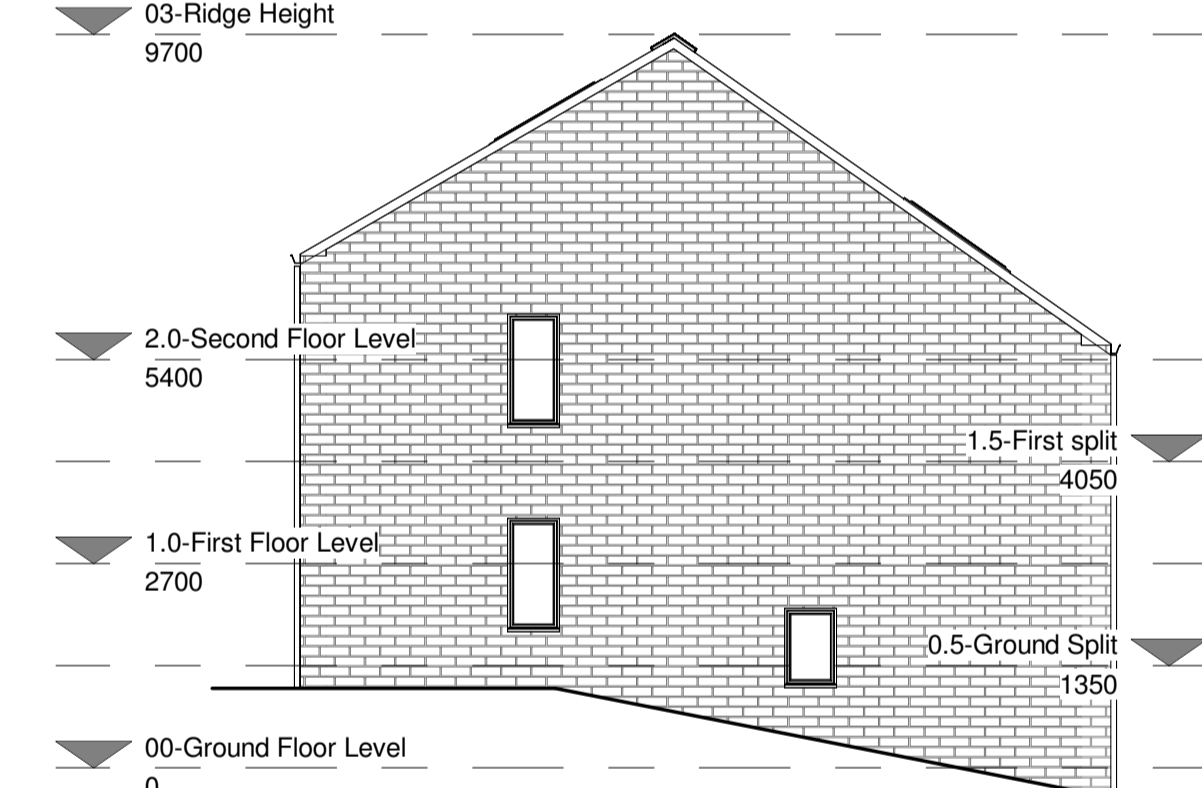 03-Ridge Height
9700
2.0-Second Floor Level
5400
1.5-First split
4050
1.0-First Floor Level
2700
0.5-Ground Split
1350
00-Ground Floor Level
0